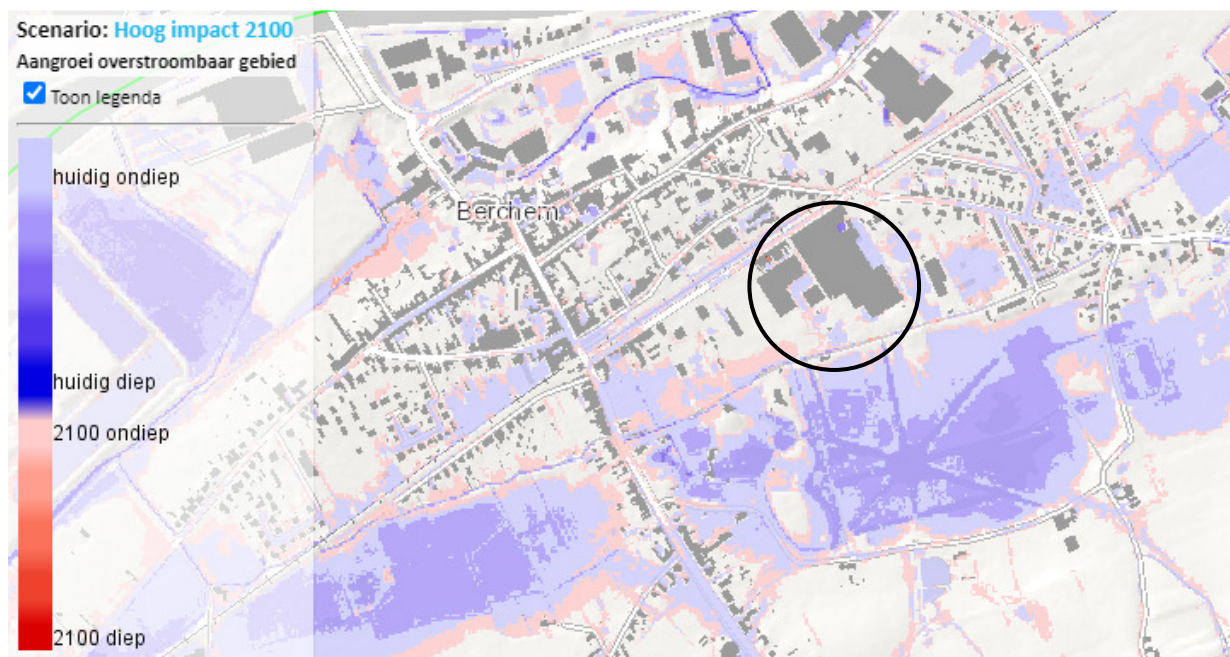 Scenario: Hoog impact 2100
Aangroei overstroombaar gebied
Toon legenda
huidig ondiep
huidig diep
2100 ondiep
2100 diep
Berchem